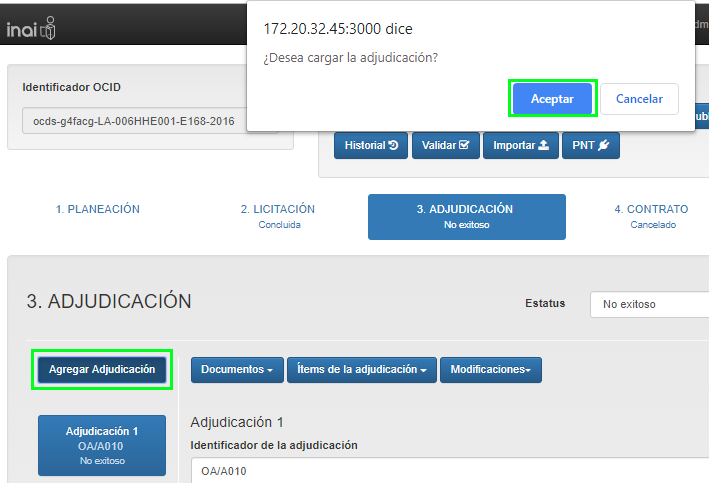 inai
172.20.32.45:3000 dice
¿Desea cargar la adjudicación?
Aceptar
Cancelar
Identificador OCID
ocds-g4facg-LA-006HHE001-E168-2016
Historial
Validar
Importar
PNT
1. PLANEACIÓN
2. LICITACIÓN
Concluida
3. ADJUDICACIÓN
No exitoso
4. CONTRATO
Cancelado
3. ADJUDICACIÓN
Estatus
No exitoso
Agregar Adjudicación
Documentos
Ítems de la adjudicación
Modificaciones
Adjudicación 1
OA/A010
No exitoso
Adjudicación 1
Identificador de la adjudicación
OA/A010